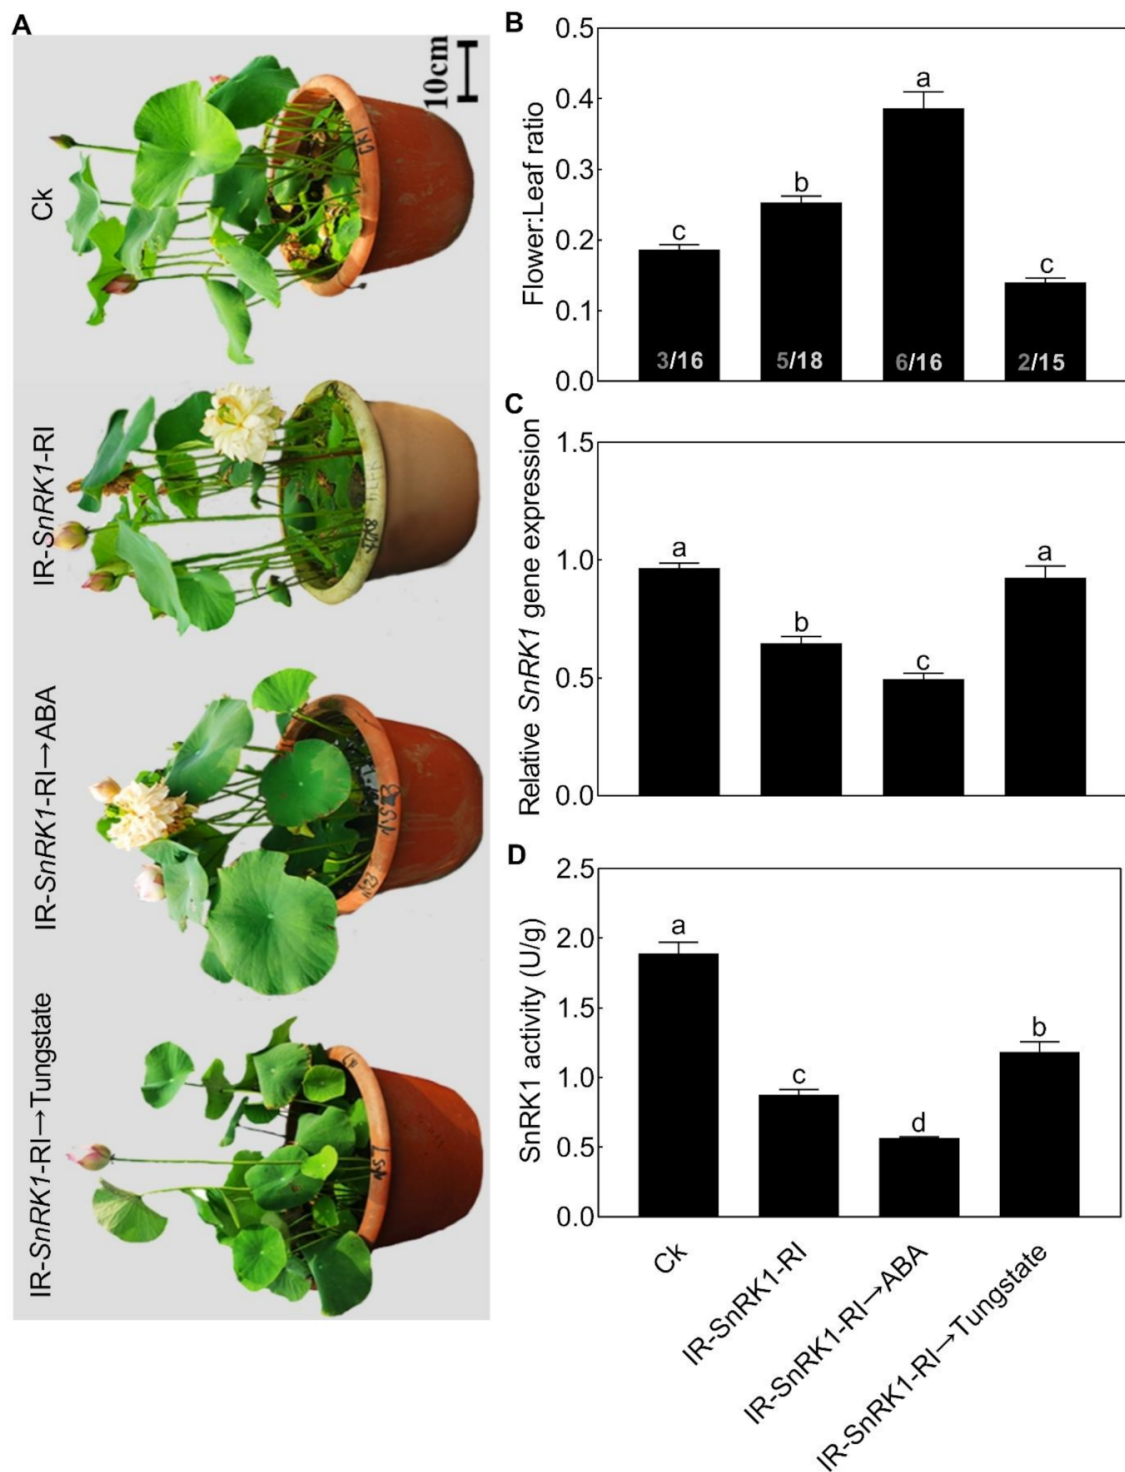 A
10cm
Ck
IR-SnRK1-RI
IR-SnRK1-RI→ABA
IR-SnRK1-RI→Tungstate
B
Flower:Leaf ratio
0.5
0.4
0.3
0.2
0.1
0.0
c
b
a
c
3/16
5/18
6/16
2/15
C
Relative SnRK1 gene expression
1.5
1.0
0.5
0.0
a
b
c
a
D
SnRK1 activity (U/g)
2.5
2.0
1.5
1.0
0.5
0.0
a
c
d
b
Ck
IR-SnRK1-RI
IR-SnRK1-RI→ABA
IR-SnRK1-RI→Tungstate